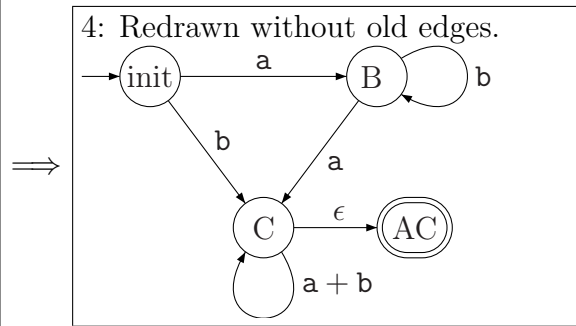 4: Redrawn without old edges.
init
a
B
b
b
a
⟹
C
ϵ
AC
a + b